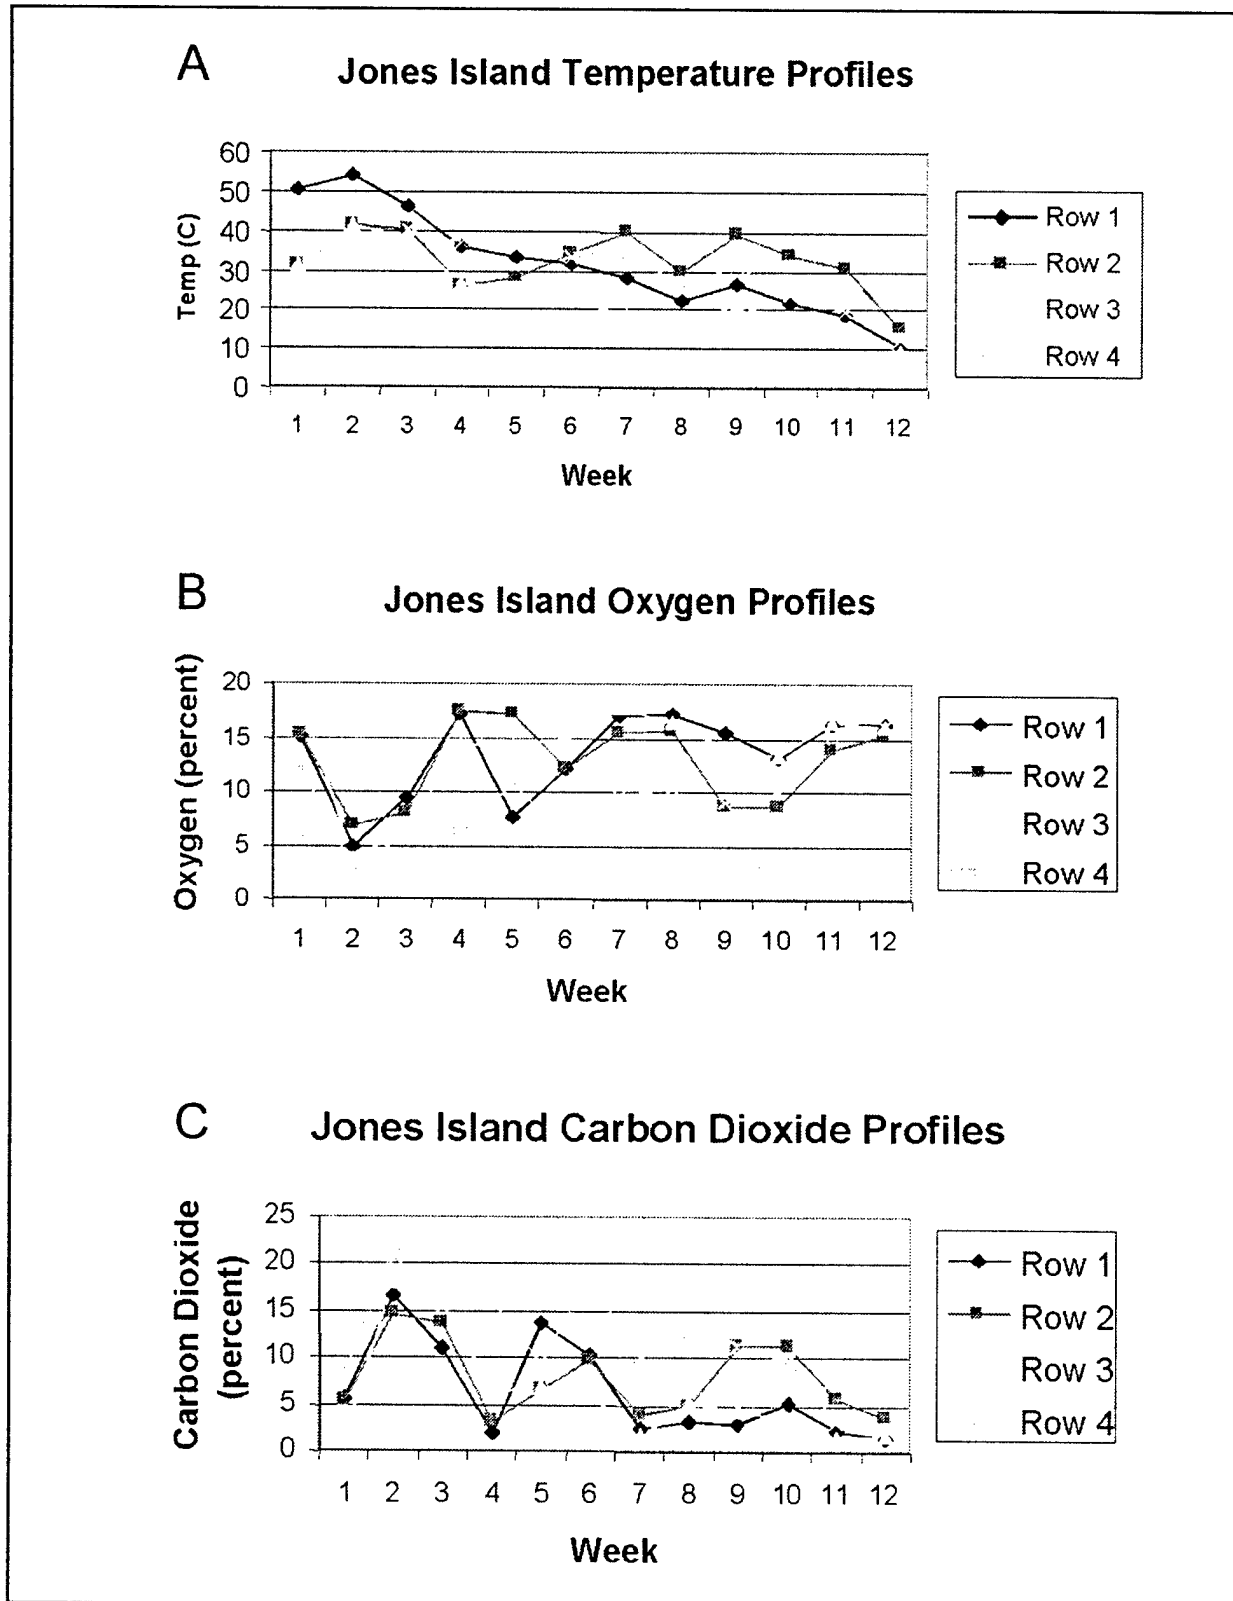 A
Jones Island Temperature Profiles
60
50
40
30
20
10
0
Temp (C)
1 2 3 4 5 6 7 8 9 10 11 12
Week
Row 1
Row 2
Row 3
Row 4
B
Jones Island Oxygen Profiles
20
15
10
5
0
Oxygen (percent)
1 2 3 4 5 6 7 8 9 10 11 12
Week
Row 1
Row 2
Row 3
Row 4
C
Jones Island Carbon Dioxide Profiles
25
20
15
10
5
0
Carbon Dioxide
(percent)
1 2 3 4 5 6 7 8 9 10 11 12
Week
Row 1
Row 2
Row 3
Row 4